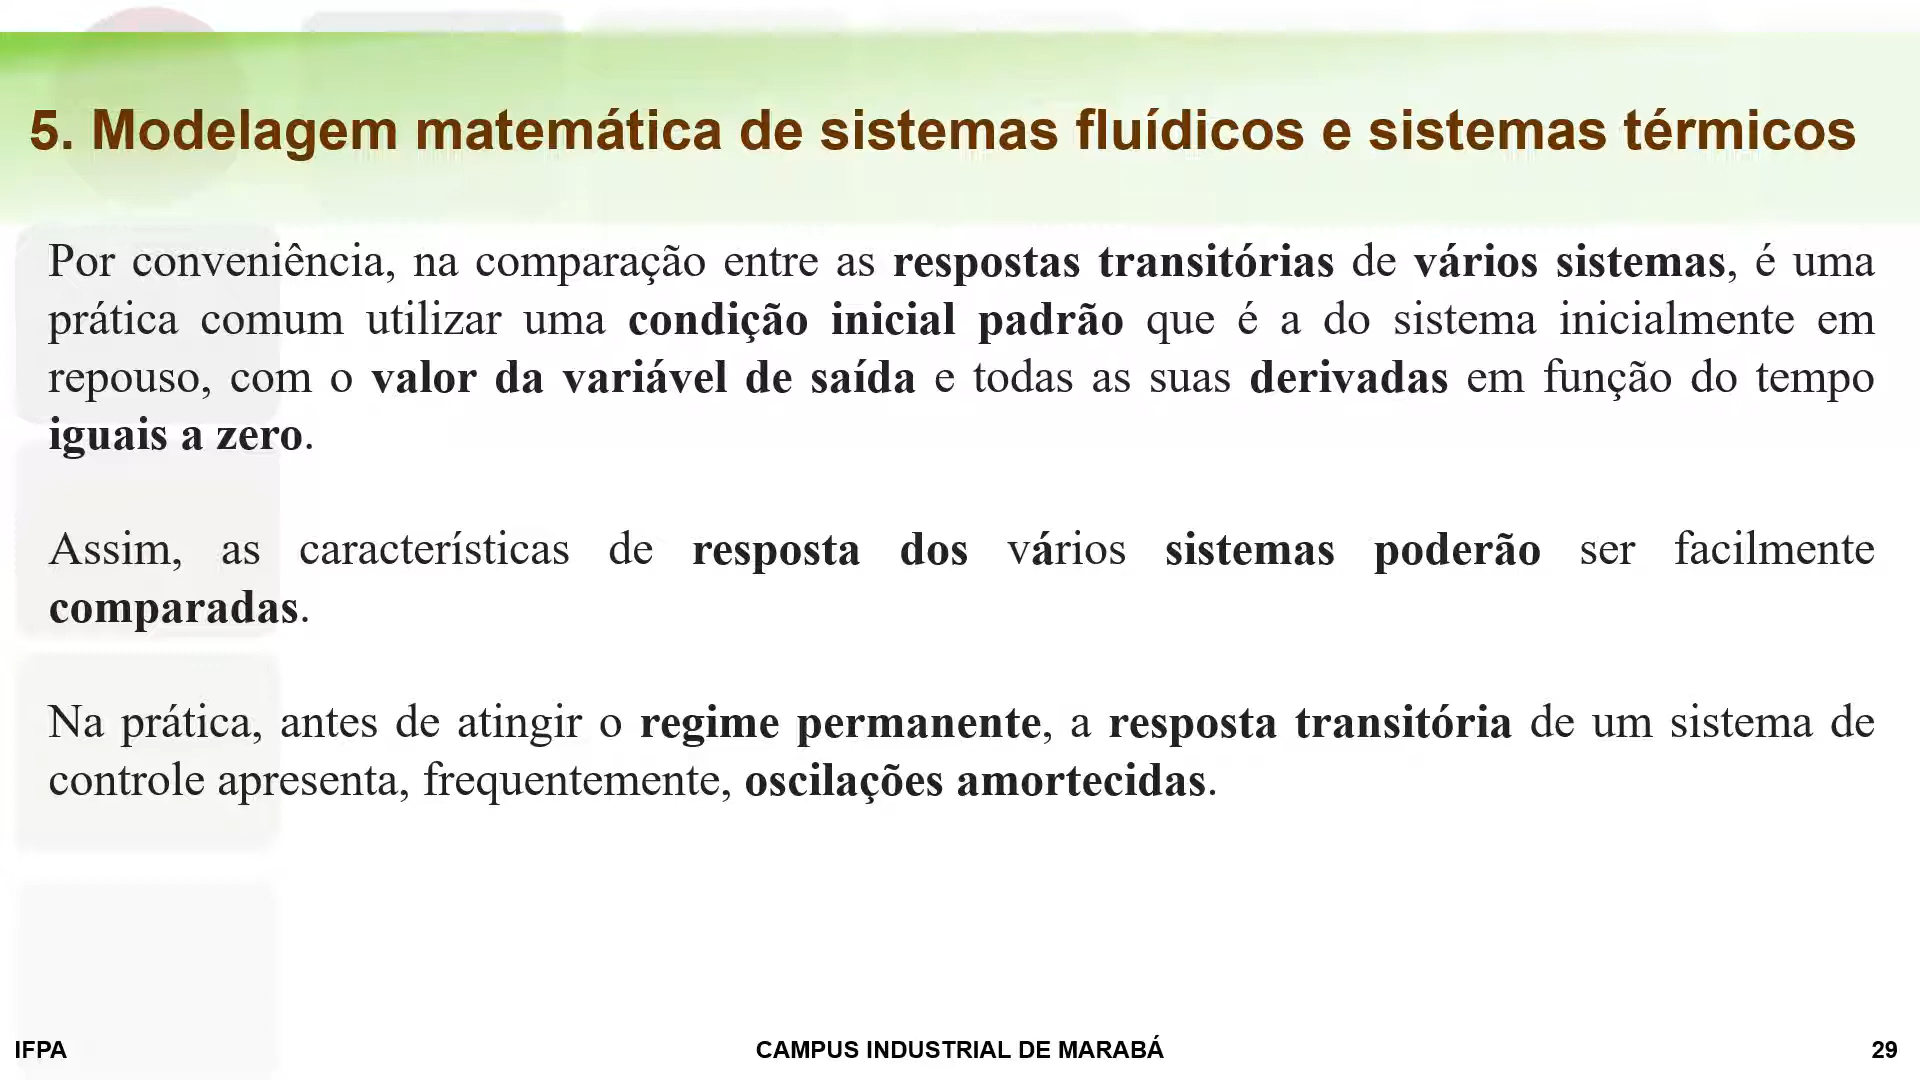 5. Modelagem matemática de sistemas fluídicos e sistemas térmicos
Por conveniência, na comparação entre as respostas transitórias de vários sistemas, é uma
prática comum utilizar uma condição inicial padrão que é a do sistema inicialmente em
repouso, com o valor da variável de saída e todas as suas derivadas em função do tempo
iguais a zero.
Assim, as características de resposta dos vários sistemas poderão ser facilmente
comparadas.
Na prática, antes de atingir o regime permanente, a resposta transitória de um sistema de
controle apresenta, frequentemente, oscilações amortecidas.
IFPA
CAMPUS INDUSTRIAL DE MARABÁ
29